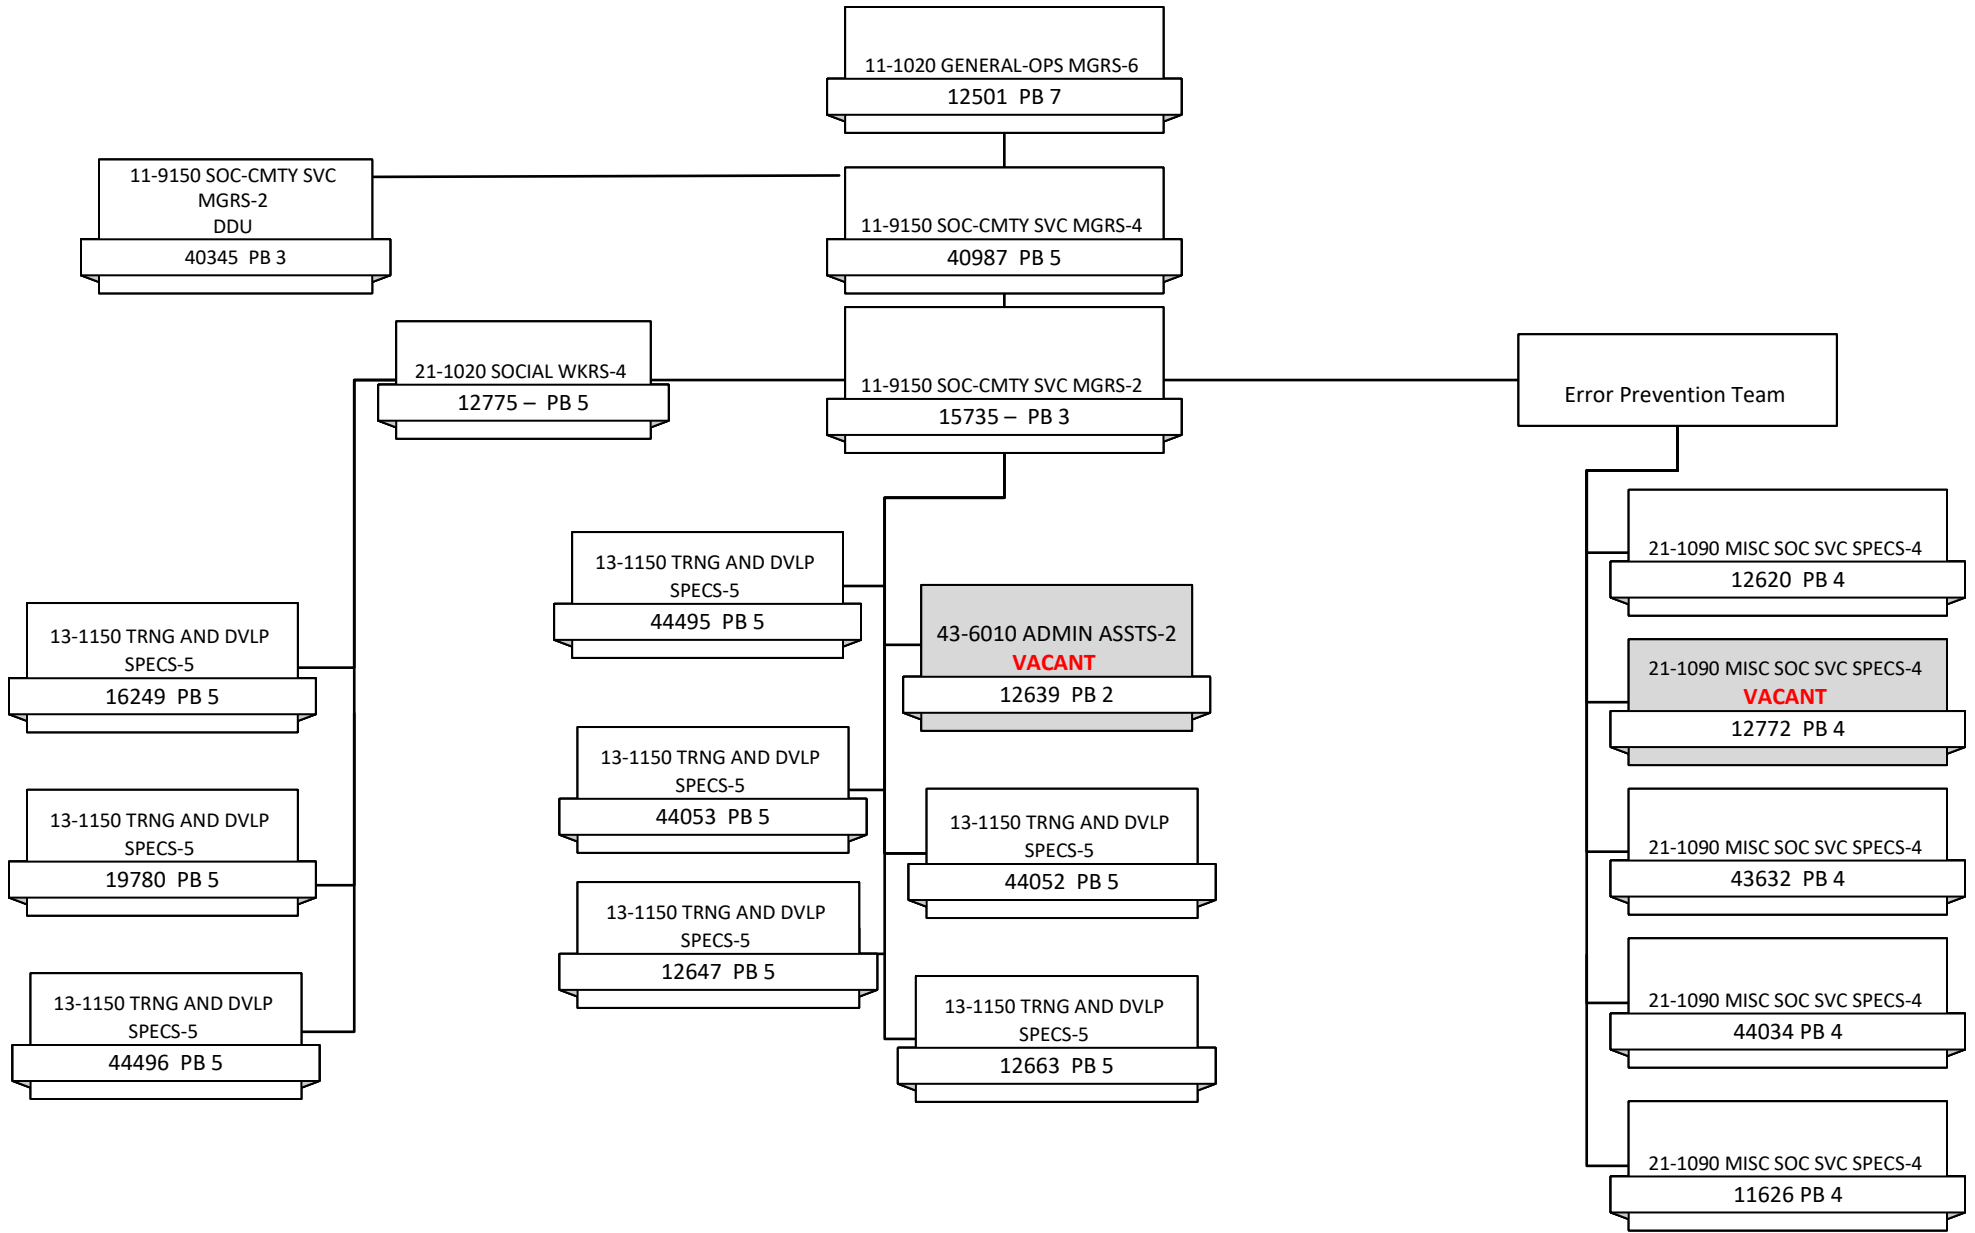 11-1020 GENERAL-OPS MGRS-6
12501 PB 7
11-9150 SOC-CMTY SVC
MGRS-2
DDU
40345 PB 3
11-9150 SOC-CMTY SVC MGRS-4
40987 PB 5
21-1020 SOCIAL WKRS-4
12775 – PB 5
11-9150 SOC-CMTY SVC MGRS-2
15735 – PB 3
Error Prevention Team
13-1150 TRNG AND DVLP
SPECS-5
16249 PB 5
13-1150 TRNG AND DVLP
SPECS-5
19780 PB 5
13-1150 TRNG AND DVLP
SPECS-5
44496 PB 5
13-1150 TRNG AND DVLP
SPECS-5
44495 PB 5
43-6010 ADMIN ASSTS-2
VACANT
12639 PB 2
13-1150 TRNG AND DVLP
SPECS-5
44053 PB 5
13-1150 TRNG AND DVLP
SPECS-5
44052 PB 5
13-1150 TRNG AND DVLP
SPECS-5
12647 PB 5
13-1150 TRNG AND DVLP
SPECS-5
12663 PB 5
21-1090 MISC SOC SVC SPECS-4
12620 PB 4
21-1090 MISC SOC SVC SPECS-4
VACANT
12772 PB 4
21-1090 MISC SOC SVC SPECS-4
43632 PB 4
21-1090 MISC SOC SVC SPECS-4
44034 PB 4
21-1090 MISC SOC SVC SPECS-4
11626 PB 4